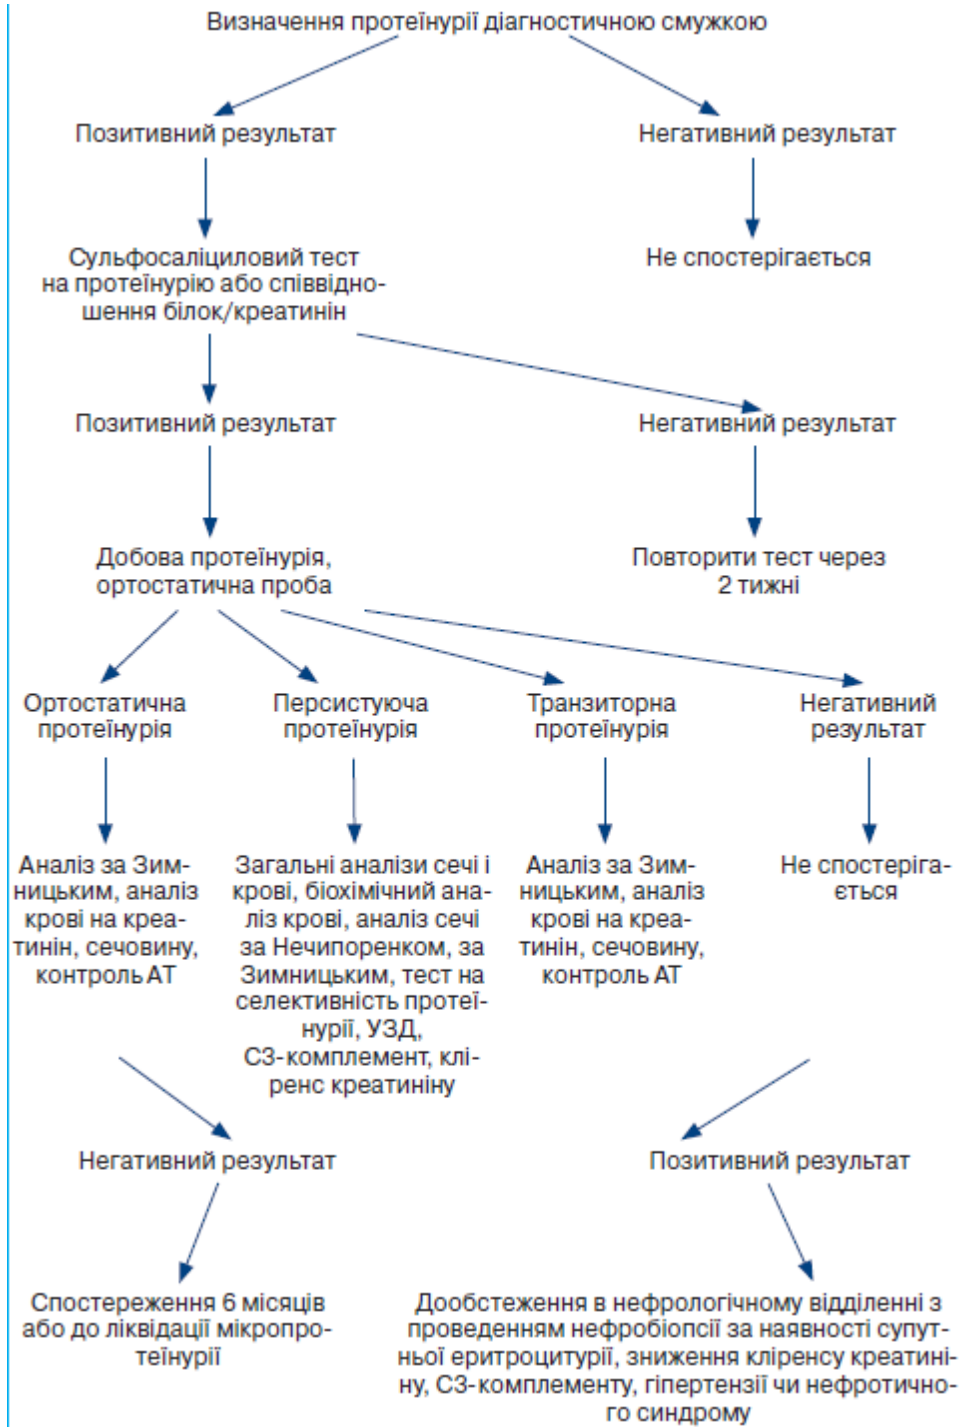 Визначення протеїнурії діагностичною смужкою
Позитивний результат
Негативний результат
Сульфосаліциловий тест
на протеїнурію або співвідно-
шення білок/креатинін
Не спостерігається
Позитивний результат
Негативний результат
Добова протеїнурія,
ортостатична проба
Повторити тест через
2 тижні
Ортостатична
протеїнурія
Персистуюча
протеїнурія
Транзиторна
протеїнурія
Негативний
результат
Аналіз за Зим-
ницьким, аналіз
крові на креа-
тинін, сечовину,
контроль АТ
Загальні аналізи сечі і
крові, біохімічний ана-
ліз крові, аналіз сечі
за Нечипоренком, за
Зимницьким, тест на
селективність протеї-
нурії, УЗД,
С3-комплемент, клі-
ренс креатиніну
Аналіз за Зим-
ницьким, аналіз
крові на креа-
тинін, сечовину,
контроль АТ
Не спостеріга-
ється
Негативний результат
Позитивний результат
Спостереження 6 місяців
або до ліквідації мікропро-
теїнурії
Дообстеження в нефрологічному відділенні з
проведенням нефробіопсії за наявності супут-
ньої еритроцитурії, зниження кліренсу креатині-
ну, С3-комплементу, гіпертензії чи нефротично-
го синдрому